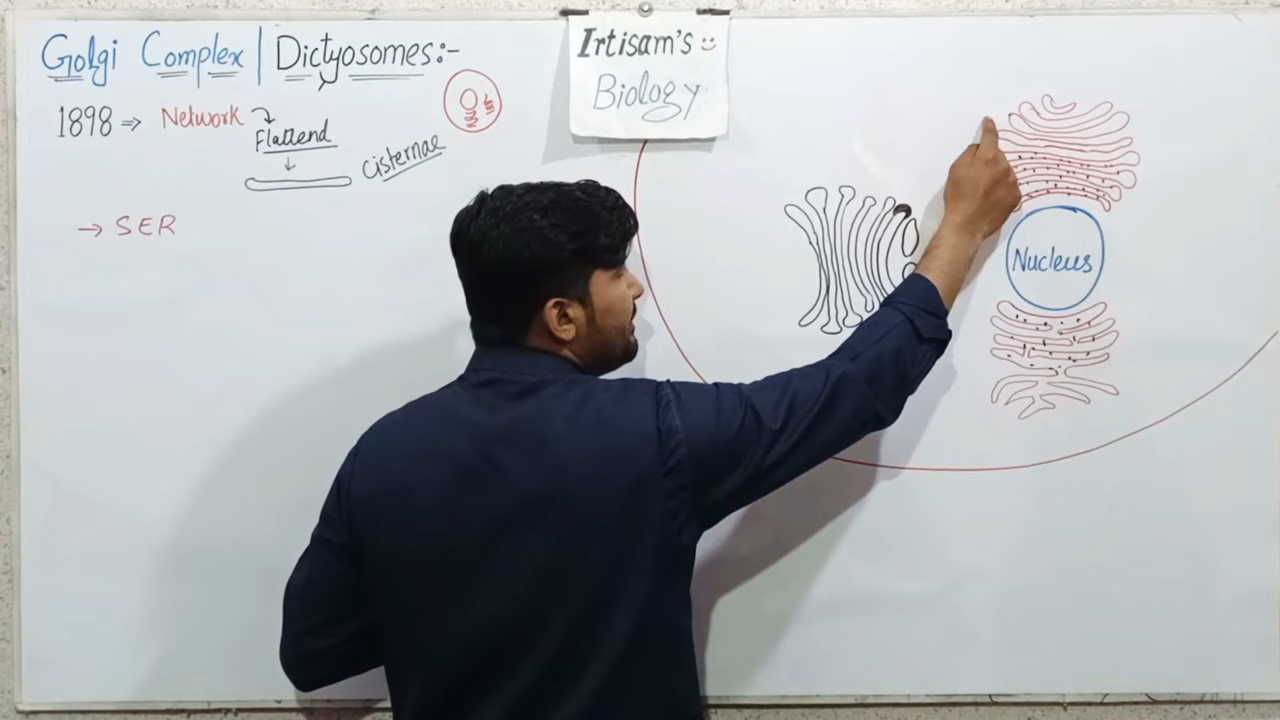 Golgi Complex | Dictyosomes:-
1898 ⇒ Network
Flattend
↓
cisternae
→ SER
Irtisam's
Biology
Nucleus